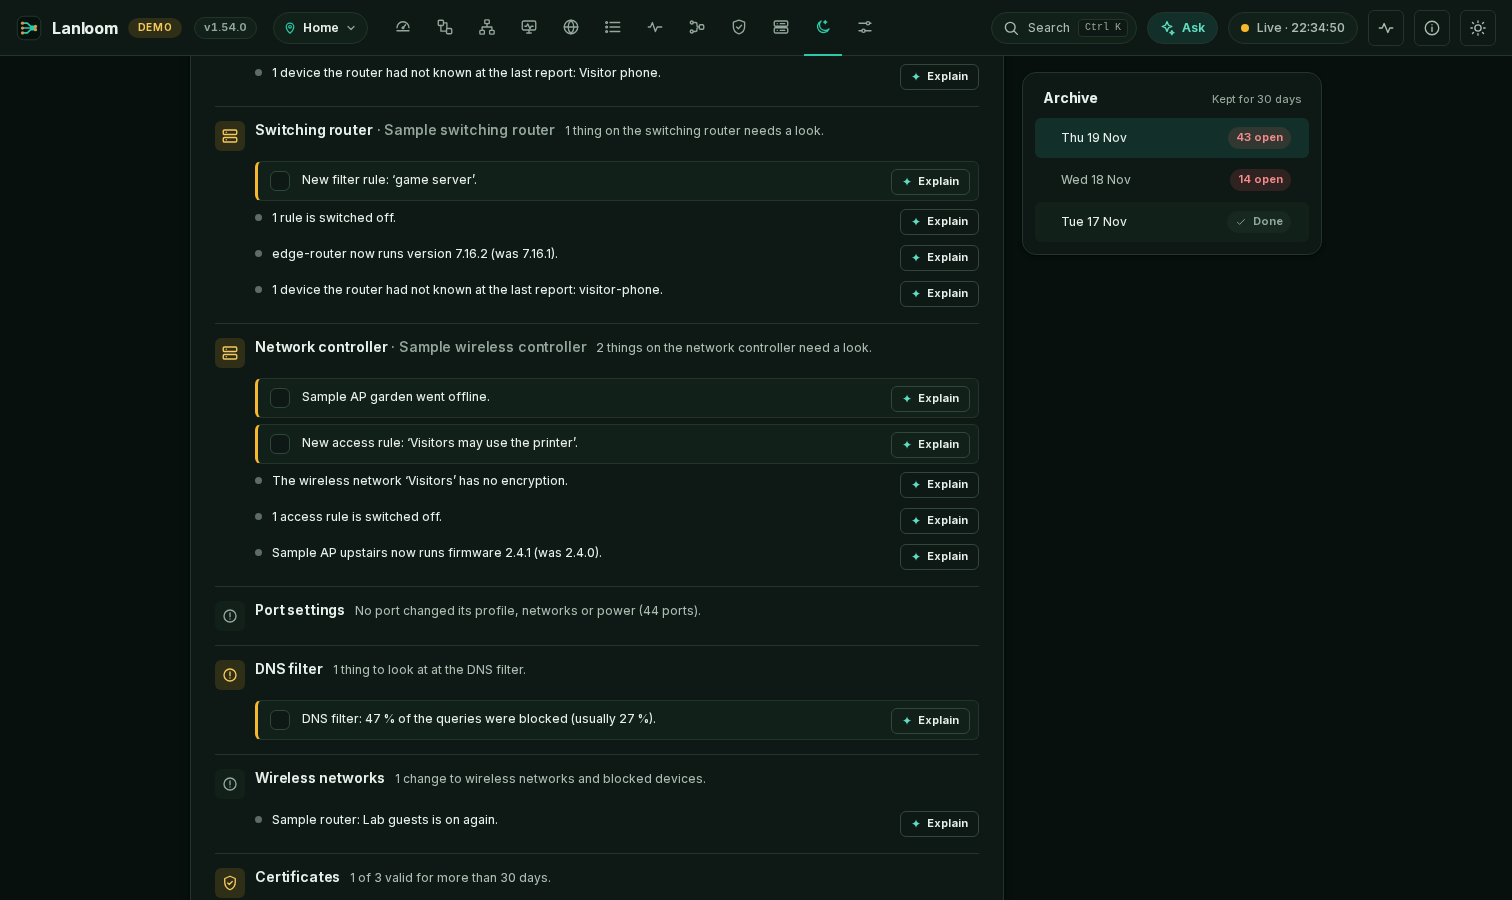 Lanloom DEMO v1.54.0 Home Search Ctrl K Ask Live · 22:34:50
1 device the router had not known at the last report: Visitor phone. Explain
Switching router · Sample switching router 1 thing on the switching router needs a look.
New filter rule: ‘game server’. Explain
1 rule is switched off. Explain
edge-router now runs version 7.16.2 (was 7.16.1). Explain
1 device the router had not known at the last report: visitor-phone. Explain
Network controller · Sample wireless controller 2 things on the network controller need a look.
Sample AP garden went offline. Explain
New access rule: ‘Visitors may use the printer’. Explain
The wireless network ‘Visitors’ has no encryption. Explain
1 access rule is switched off. Explain
Sample AP upstairs now runs firmware 2.4.1 (was 2.4.0). Explain
Port settings No port changed its profile, networks or power (44 ports).
DNS filter 1 thing to look at at the DNS filter.
DNS filter: 47 % of the queries were blocked (usually 27 %). Explain
Wireless networks 1 change to wireless networks and blocked devices.
Sample router: Lab guests is on again. Explain
Certificates 1 of 3 valid for more than 30 days.
Archive Kept for 30 days
Thu 19 Nov 43 open
Wed 18 Nov 14 open
Tue 17 Nov Done